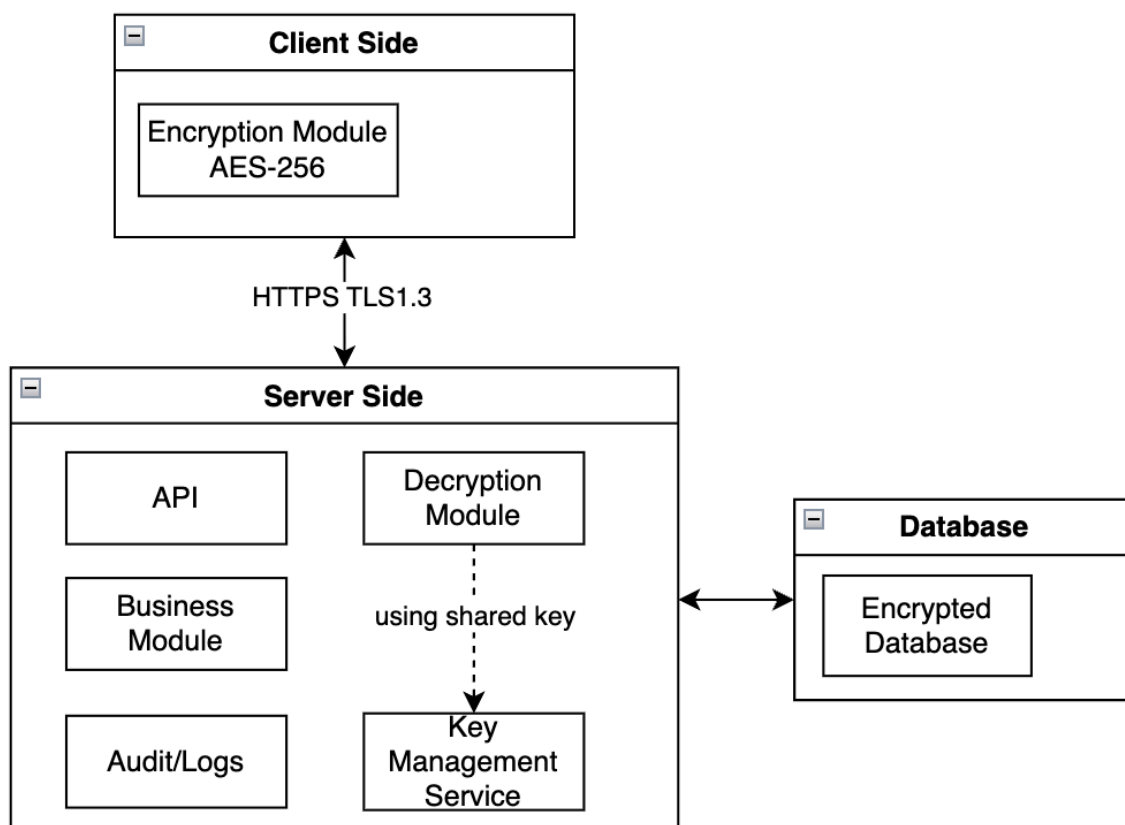 Client Side
Encryption Module
AES-256
HTTPS TLS1.3
Server Side
API
Decryption
Module
Business
Module
using shared key
Audit/Logs
Key
Management
Service
Database
Encrypted
Database